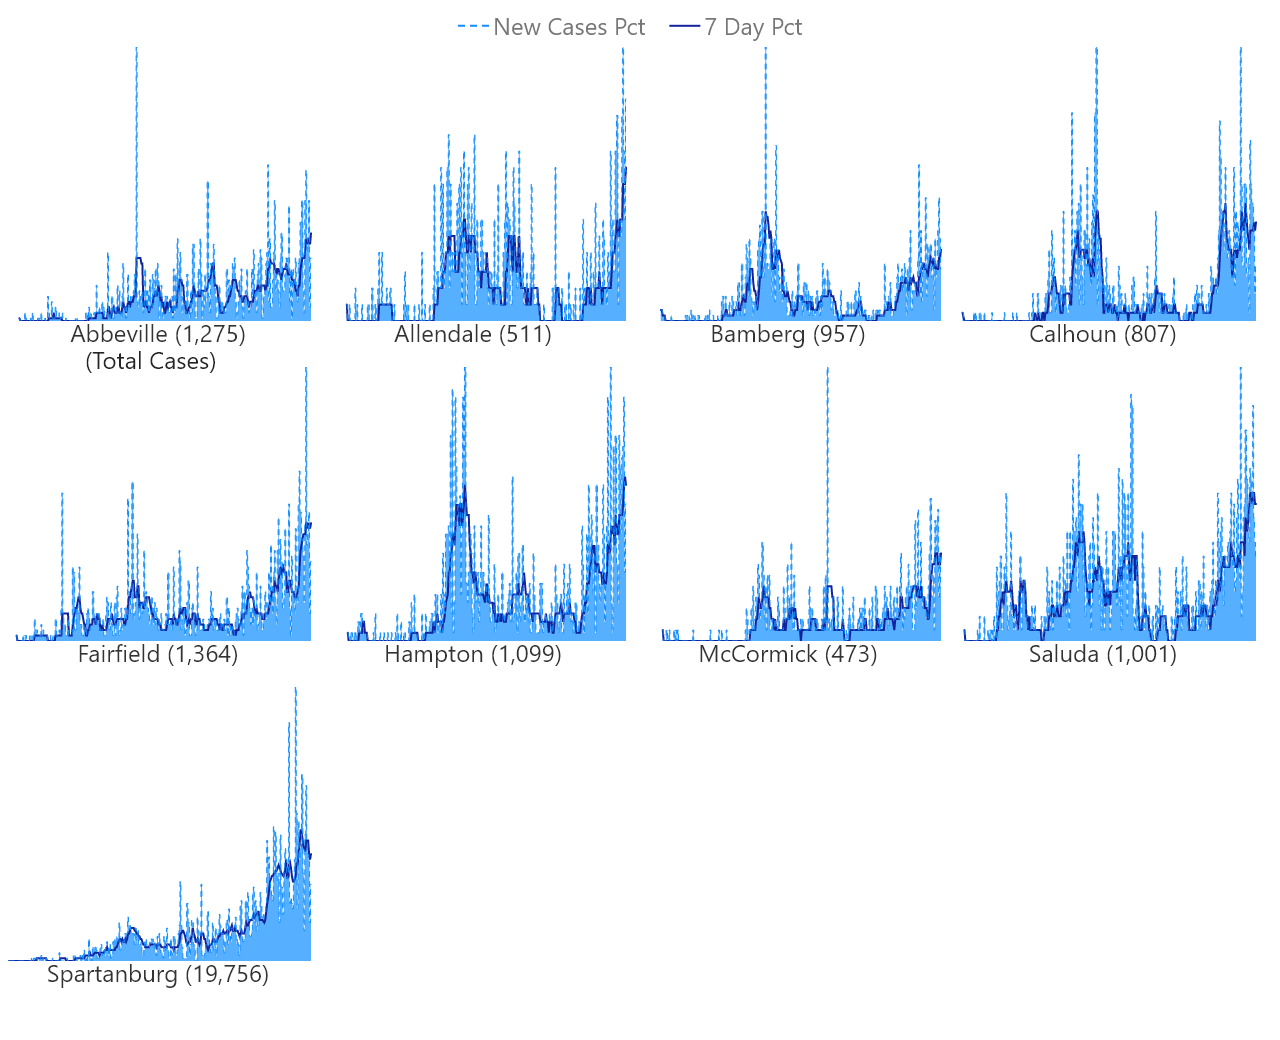 New Cases Pct 7 Day Pct
Abbeville (1,275) Allendale (511) Bamberg (957) Calhoun (807)
(Total Cases)
Fairfield (1,364) Hampton (1,099) McCormick (473) Saluda (1,001)
Spartanburg (19,756)